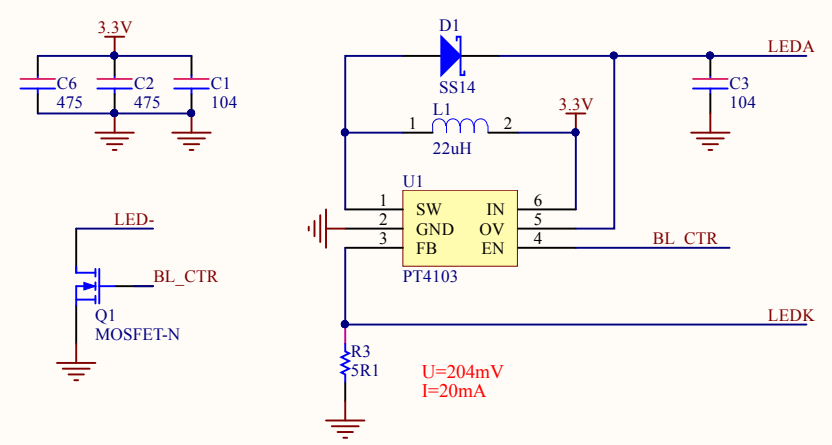 3.3V
C6
475
C2
475
C1
104
D1
SS14
LEDA
C3
104
L1
1
2
22uH
3.3V
U1
1
SW
IN
6
2
GND
OV
5
3
FB
EN
4
PT4103
BL_CTR
LED-
BL_CTR
Q1
MOSFET-N
LEDK
R3
5R1
U=204mV
I=20mA